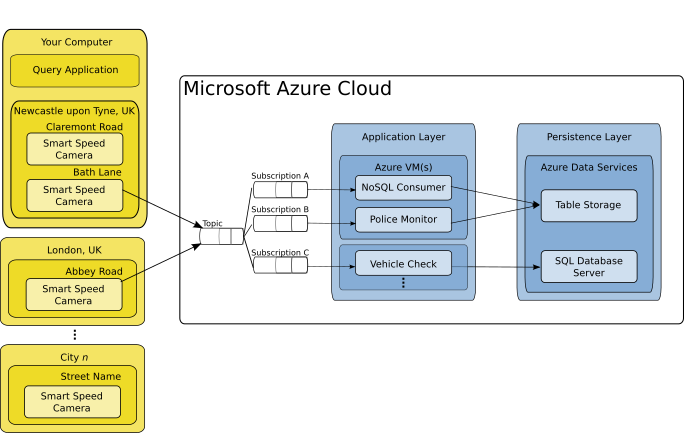 Your Computer
Query Application
Newcastle upon Tyne, UK
Claremont Road
Smart Speed
Camera
Bath Lane
Smart Speed
Camera
London, UK
Abbey Road
Smart Speed
Camera
City n
Street Name
Smart Speed
Camera
Microsoft Azure Cloud
Topic
Subscription A
Subscription B
Subscription C
Application Layer
Azure VM(s)
NoSQL Consumer
Police Monitor
Vehicle Check
Persistence Layer
Azure Data Services
Table Storage
SQL Database
Server